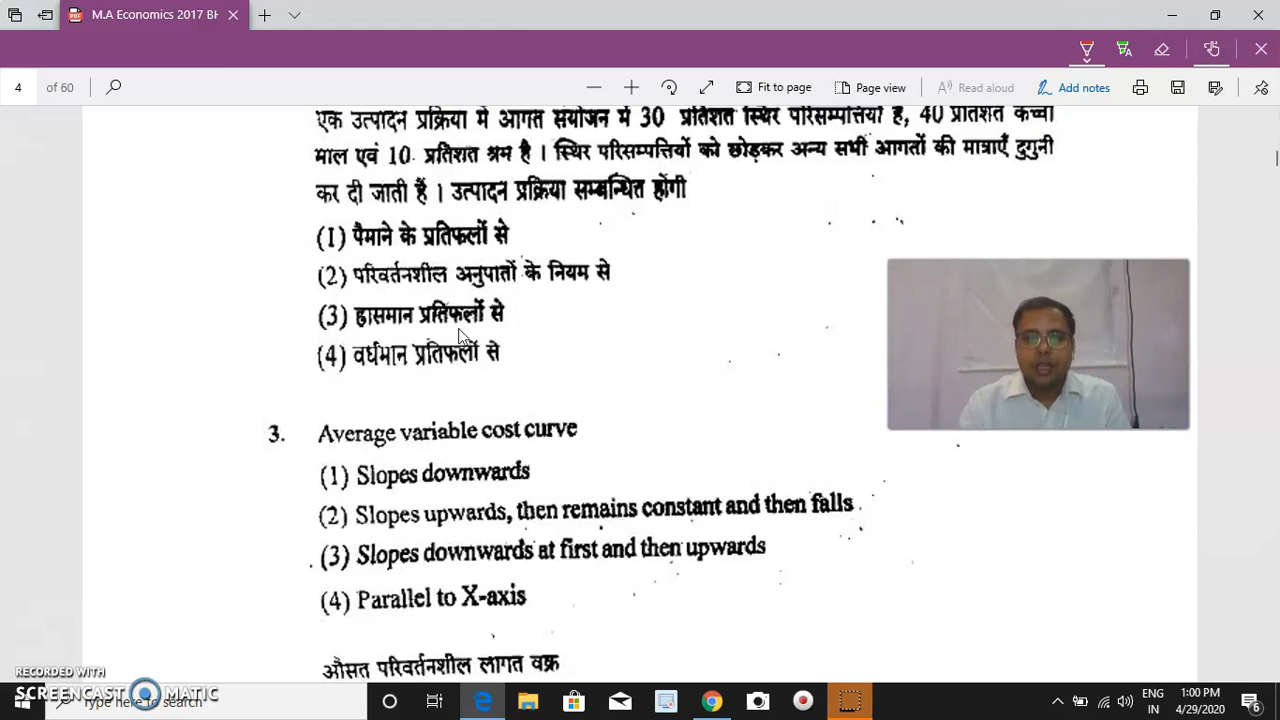 M.A Economics 2017 BH
4 of 60
Fit to page
Page view
Read aloud
Add notes
एक उत्पादन प्रक्रिया में आगत संयोजन में 30 प्रतिशत स्थिर परिसम्पत्तियाँ हैं, 40 प्रतिशत कच्चा
माल एवं 10 प्रतिशत श्रम है । स्थिर परिसम्पत्तियों को छोड़कर अन्य सभी आगतों की मात्राएँ दुगुनी
कर दी जाती हैं । उत्पादन प्रक्रिया सम्बन्धित होंगी
(1) पैमाने के प्रतिफलों से
(2) परिवर्तनशील अनुपातों के नियम से
(3) ह्रासमान प्रतिफलों से
(4) वर्धमान प्रतिफलों से
3. Average variable cost curve
(1) Slopes downwards
(2) Slopes upwards, then remains constant and then falls
(3) Slopes downwards at first and then upwards
(4) Parallel to X-axis
औसत परिवर्तनशील लागत वक्र
RECORDED WITH
SCREENCAST MATIC
Type here to search
ENG
IN
1:00 PM
4/29/2020
6